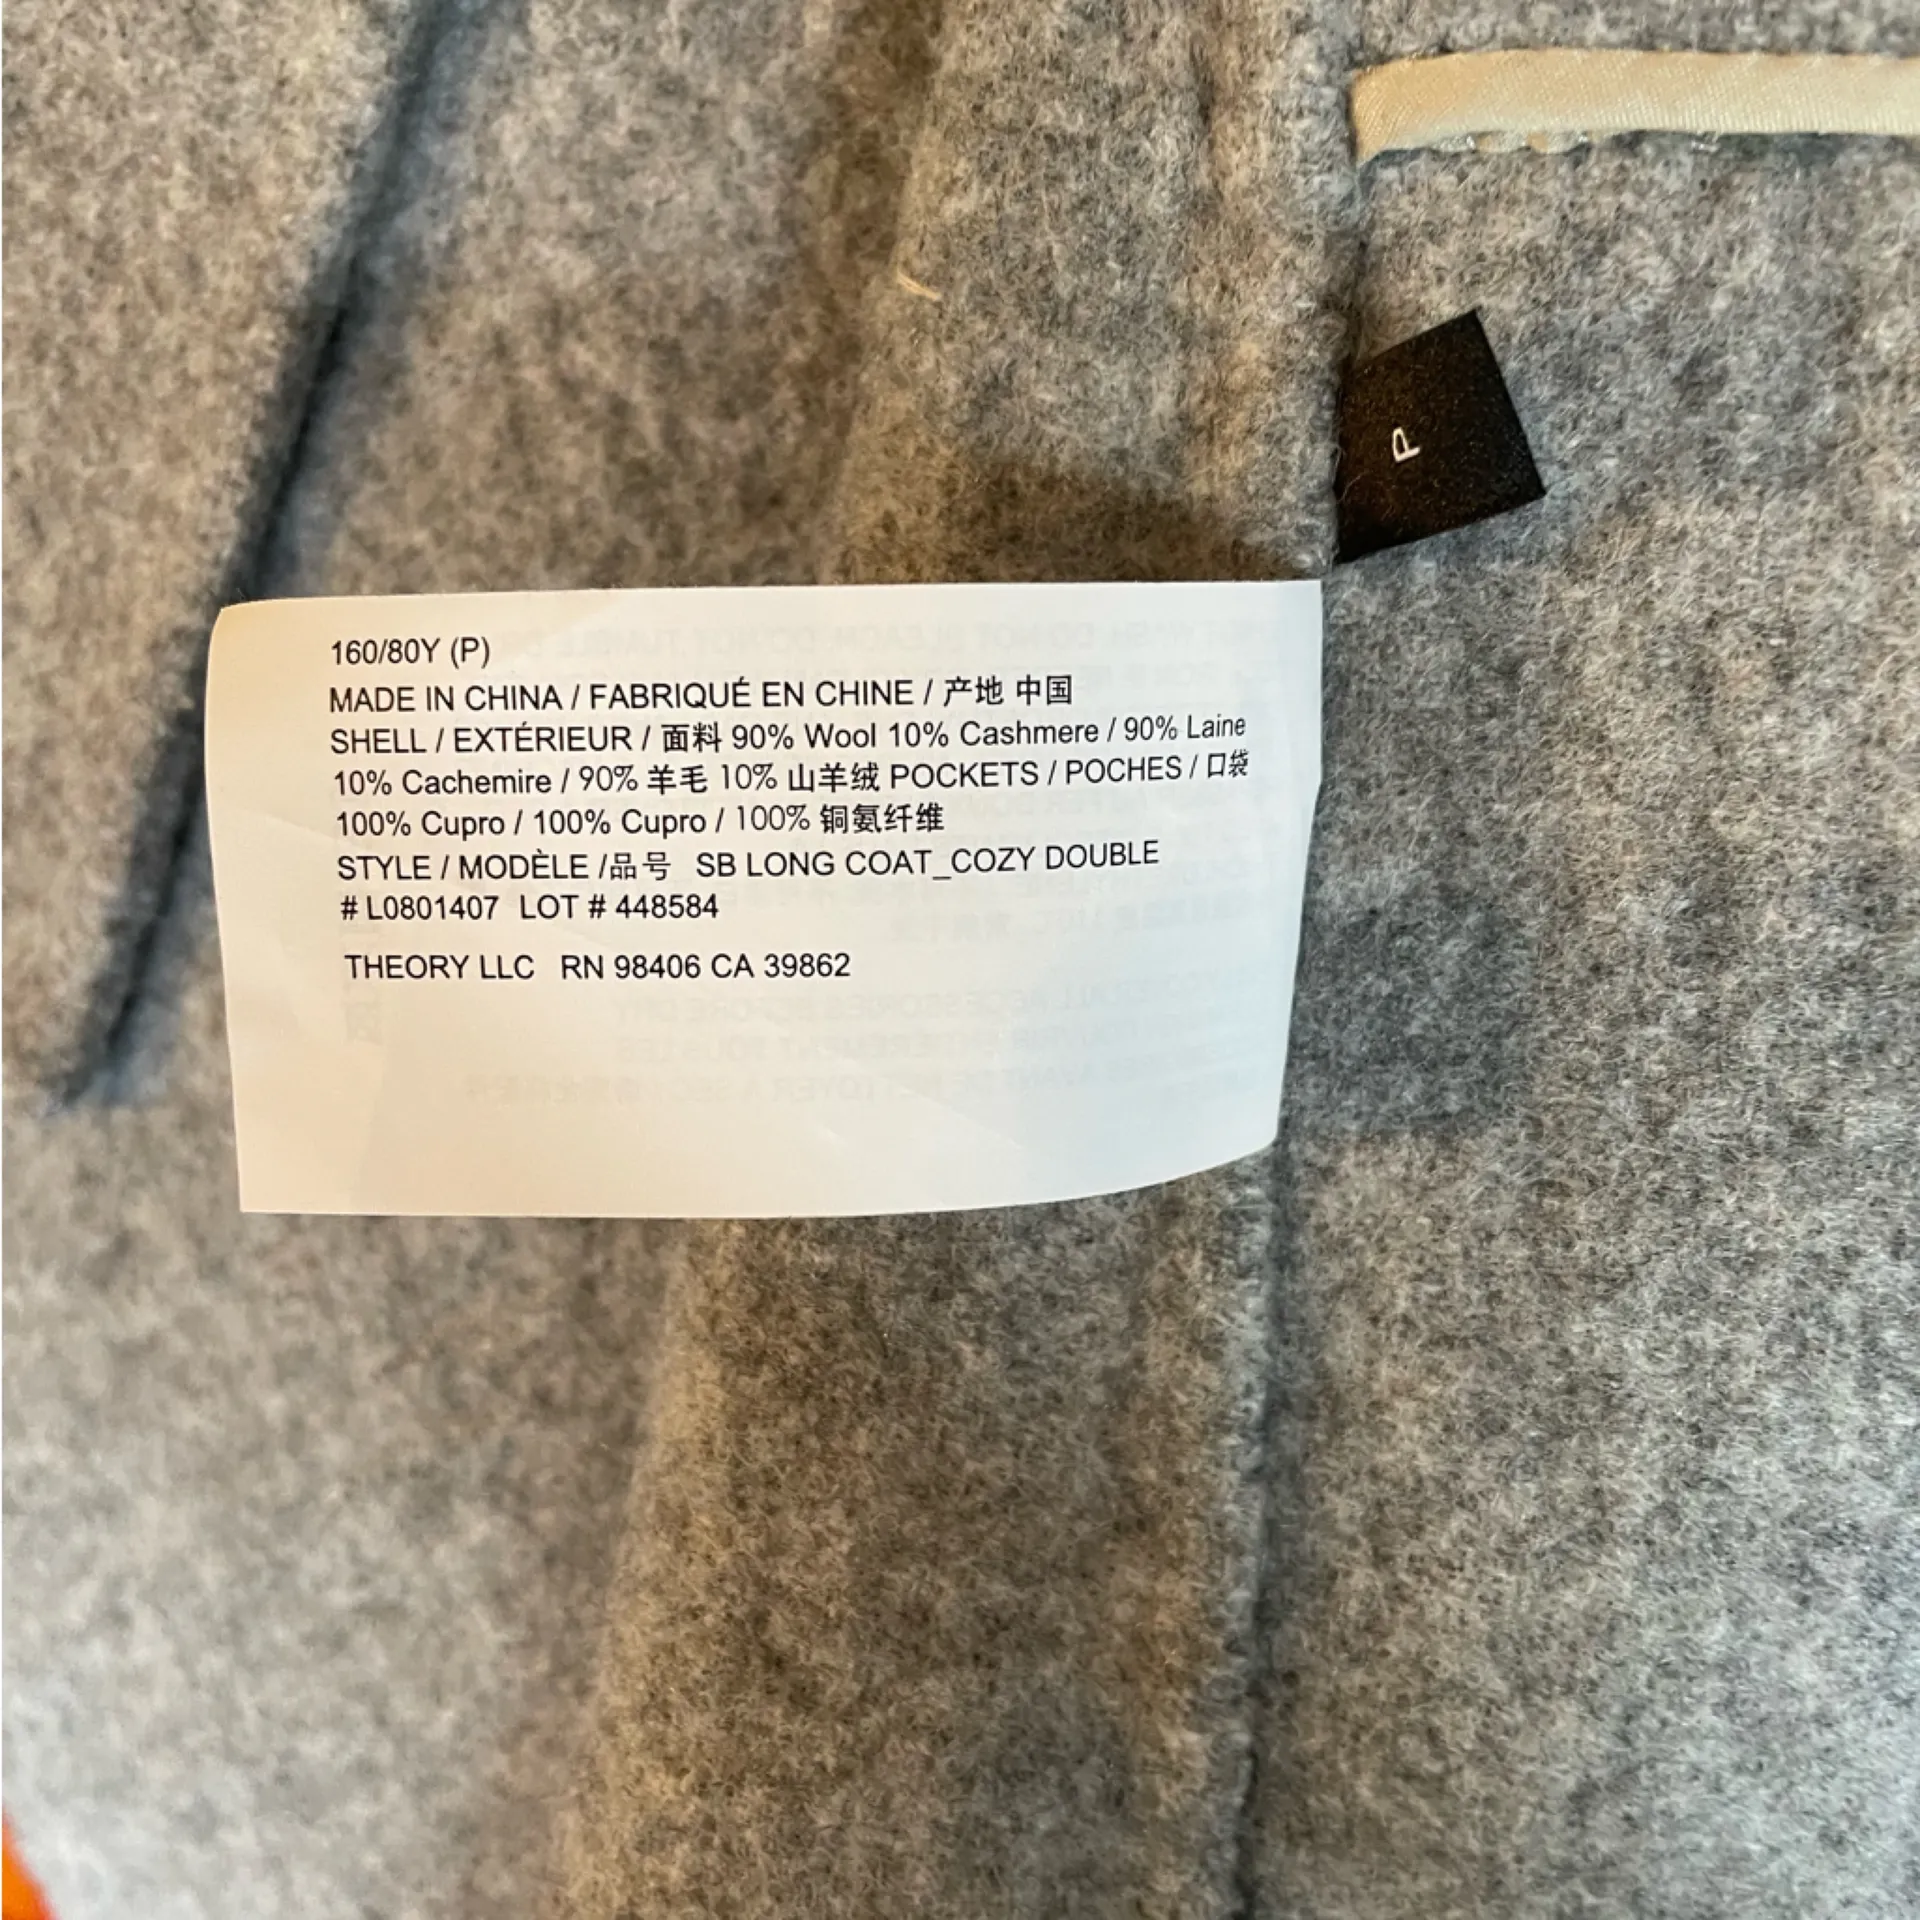 P
160/80Y (P)
MADE IN CHINA / FABRIQUÉ EN CHINE / 产地 中国
SHELL / EXTÉRIEUR / 面料 90% Wool 10% Cashmere / 90% Laine
10% Cachemire / 90% 羊毛 10% 山羊绒 POCKETS / POCHES / 口袋
100% Cupro / 100% Cupro / 100% 铜氨纤维
STYLE / MODÈLE /品号 SB LONG COAT_COZY DOUBLE
# L0801407 LOT # 448584
THEORY LLC RN 98406 CA 39862